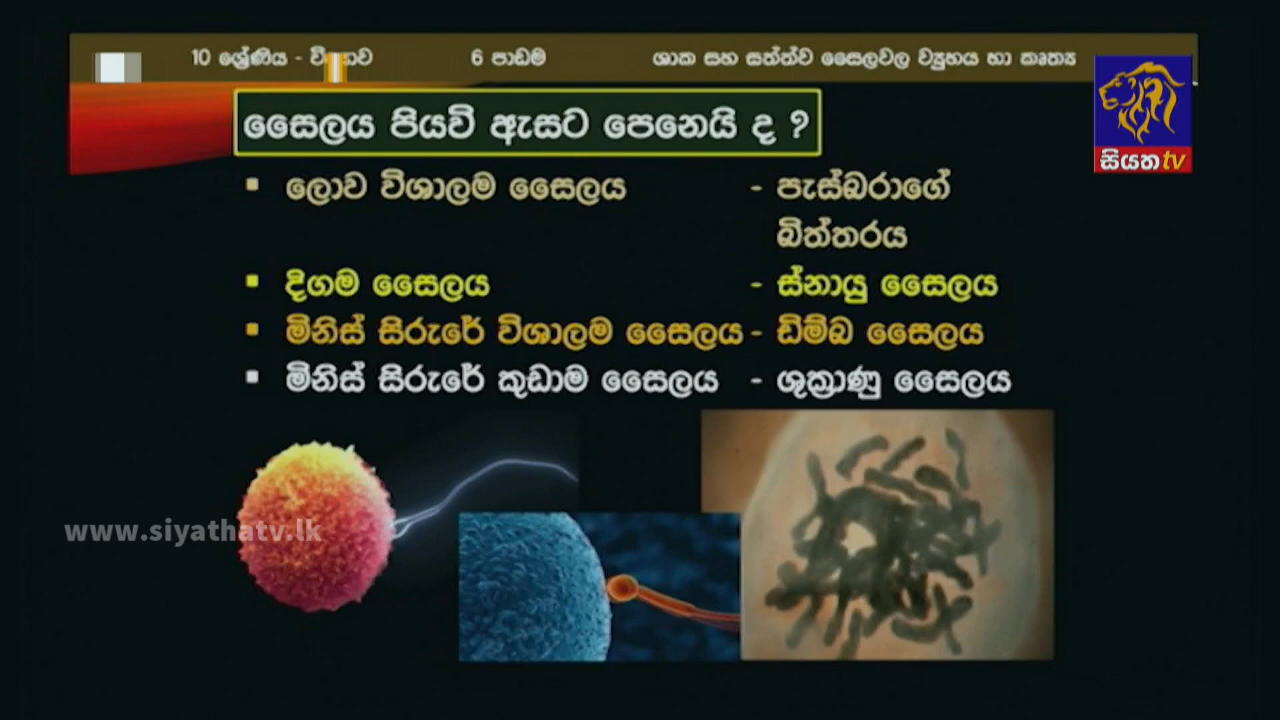 10 ශ්‍රේණිය - 6 පාඩම ශාක සහ සත්ත්ව සෛලවල ව්‍යුහය හා කෘත්‍ය
සෛලය පියවි ඇසට පෙනෙයි ද ?
සියත tv
▪ ලොව විශාලම සෛලය - පැස්බරාගේ
බිත්තරය
▪ දිගම සෛලය - ස්නායු සෛලය
▪ මිනිස් සිරුරේ විශාලම සෛලය - ඩිම්බ සෛලය
▪ මිනිස් සිරුරේ කුඩාම සෛලය - ශුක්‍රාණු සෛලය
www.siyathatv.lk